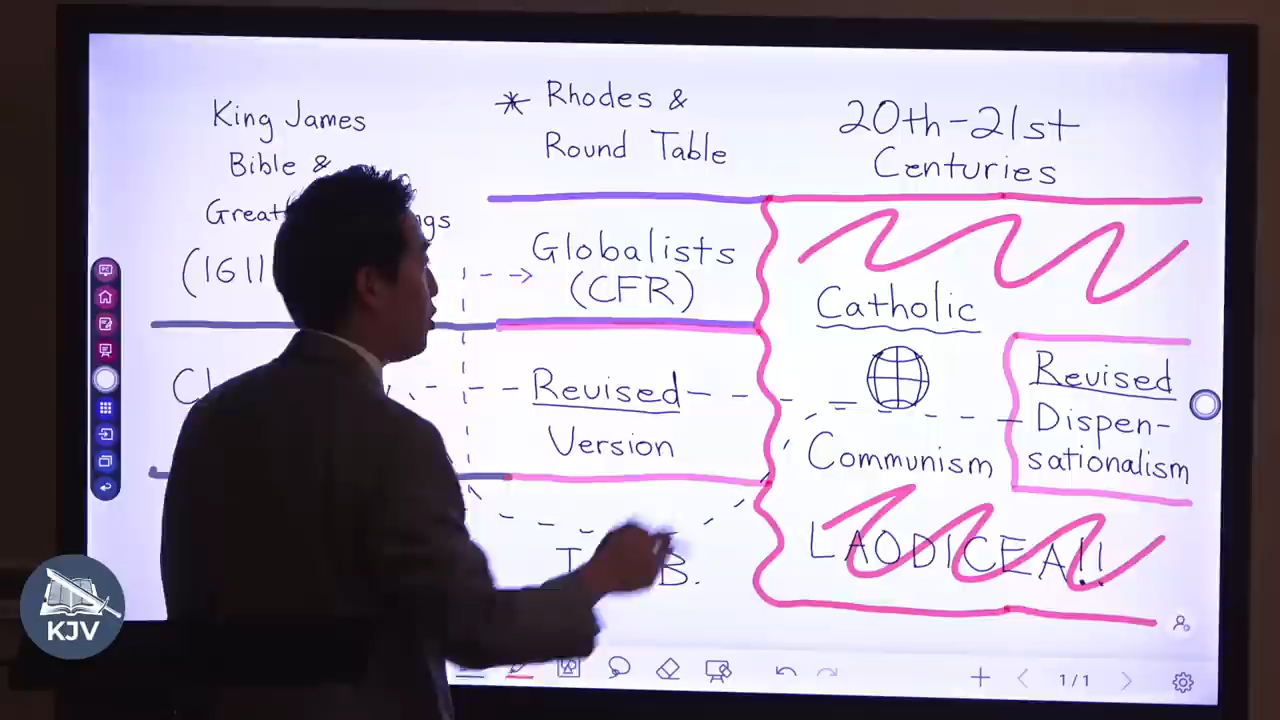 King James
Bible &
Great
(1611
* Rhodes &
Round Table
Globalists
(CFR)
Revised
Version
B.
20th-21st
Centuries
Catholic
Communism
Revised
Dispen-
sationalism
LAODICEA!!
KJV
1/1